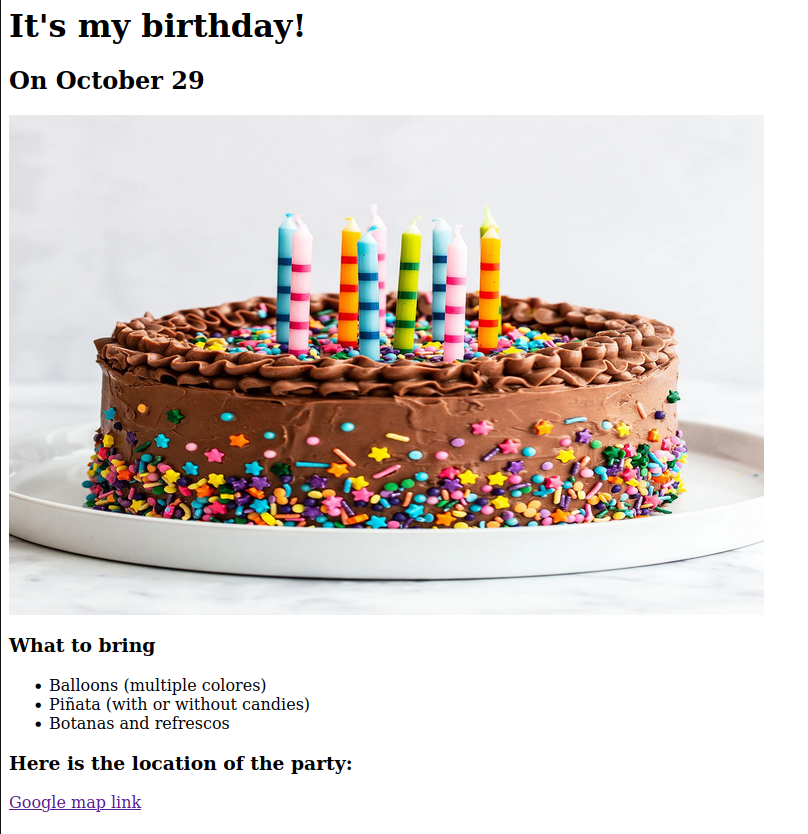 It's my birthday!
On October 29
What to bring
Balloons (multiple colores)
Piñata (with or without candies)
Botanas and refrescos
Here is the location of the party:
Google map link